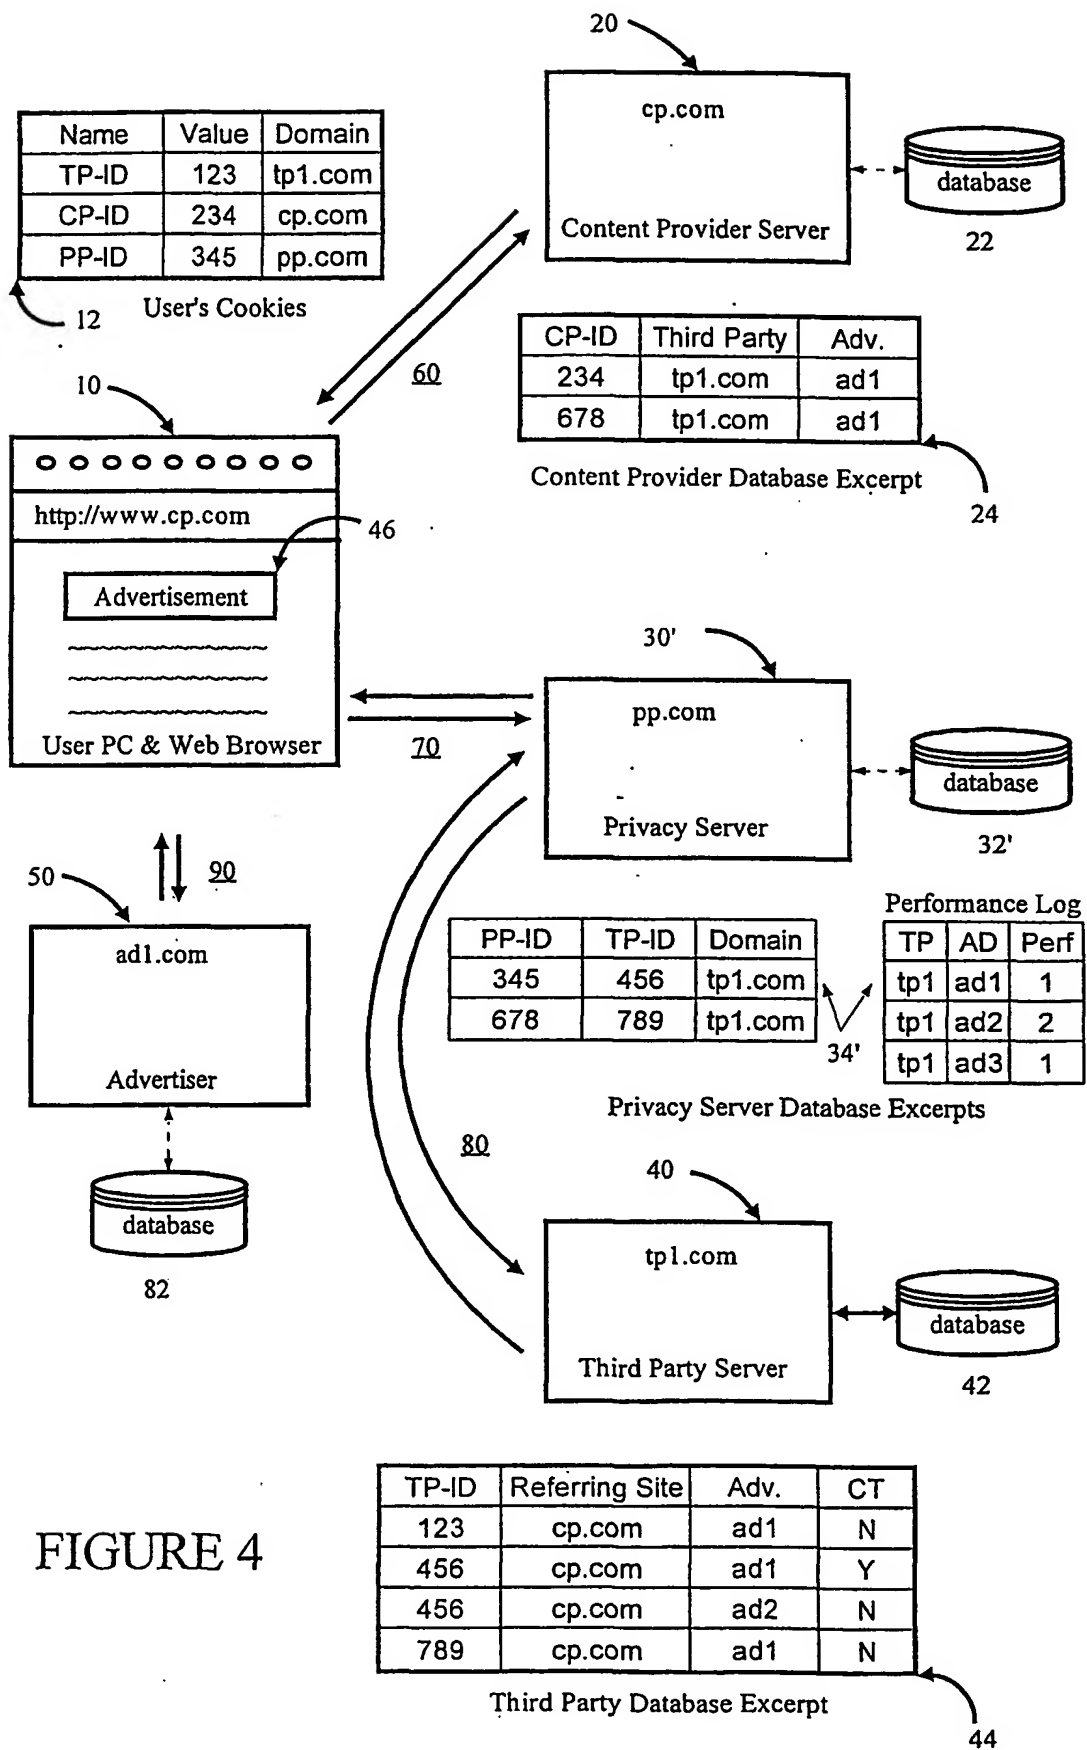 20
cp.com
Content Provider Server
database
22
Name Value Domain
TP-ID 123 tp1.com
CP-ID 234 cp.com
PP-ID 345 pp.com
User's Cookies
12
60
CP-ID Third Party Adv.
234 tp1.com ad1
678 tp1.com ad1
Content Provider Database Excerpt
24
10
http://www.cp.com
46
Advertisement
User PC & Web Browser
70
30'
pp.com
Privacy Server
database
32'
90
50
ad1.com
Advertiser
database
82
PP-ID TP-ID Domain
345 456 tp1.com
678 789 tp1.com
34'
Performance Log
TP AD Perf
tp1 ad1 1
tp1 ad2 2
tp1 ad3 1
Privacy Server Database Excerpts
80
40
tp1.com
Third Party Server
database
42
TP-ID Referring Site Adv. CT
123 cp.com ad1 N
456 cp.com ad1 Y
456 cp.com ad2 N
789 cp.com ad1 N
Third Party Database Excerpt
44
FIGURE 4